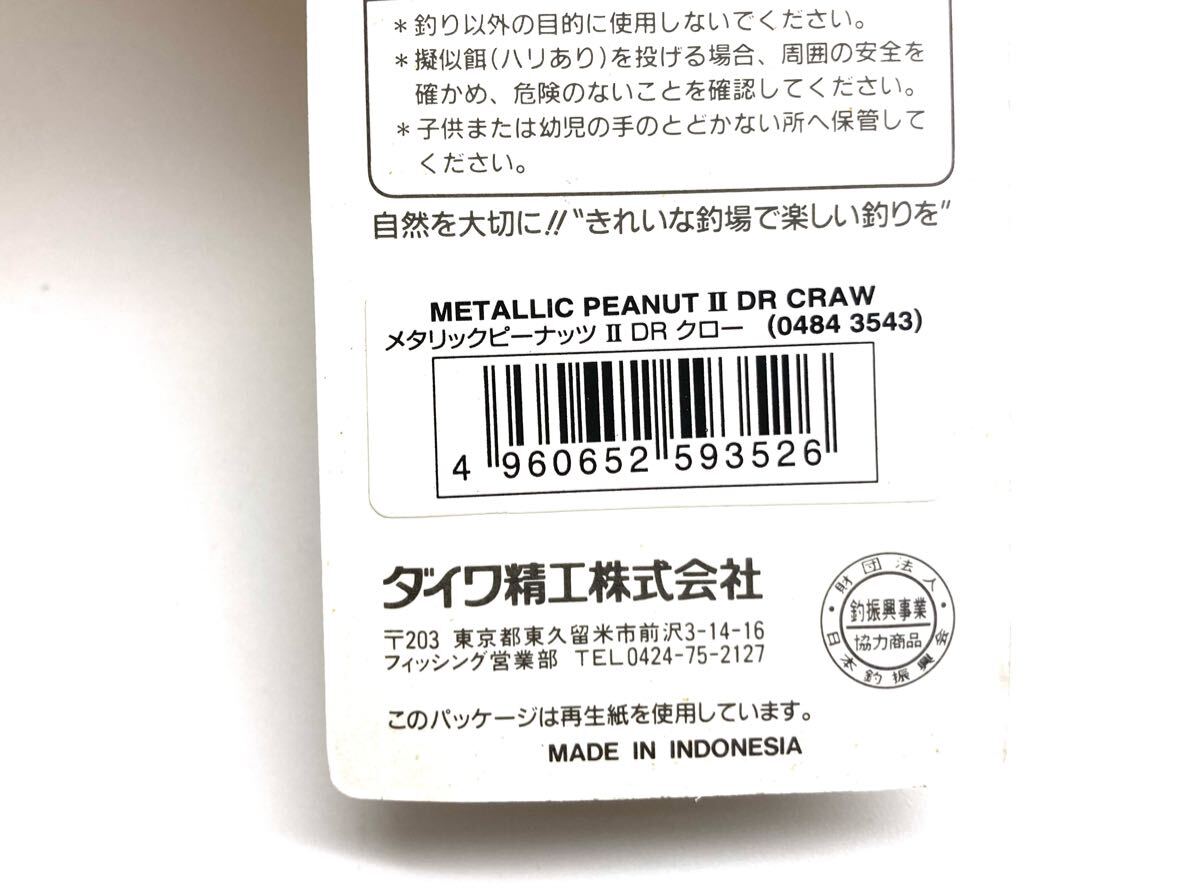 *釣り以外の目的に使用しないでください。
*擬似餌(ハリあり)を投げる場合、周囲の安全を
確かめ、危険のないことを確認してください。
*子供または幼児の手のとどかない所へ保管して
ください。
自然を大切に!!"きれいな釣場で楽しい釣りを"
METALLIC PEANUT II DR CRAW
メタリックピーナッツ II DR クロー (0484 3543)
4 960652 593526
ダイワ精工株式会社
〒203 東京都東久留米市前沢3-14-16
フィッシング営業部 TEL0424-75-2127
・財団法人・
釣振興事業
協力商品
日本釣振興会
このパッケージは再生紙を使用しています。
MADE IN INDONESIA